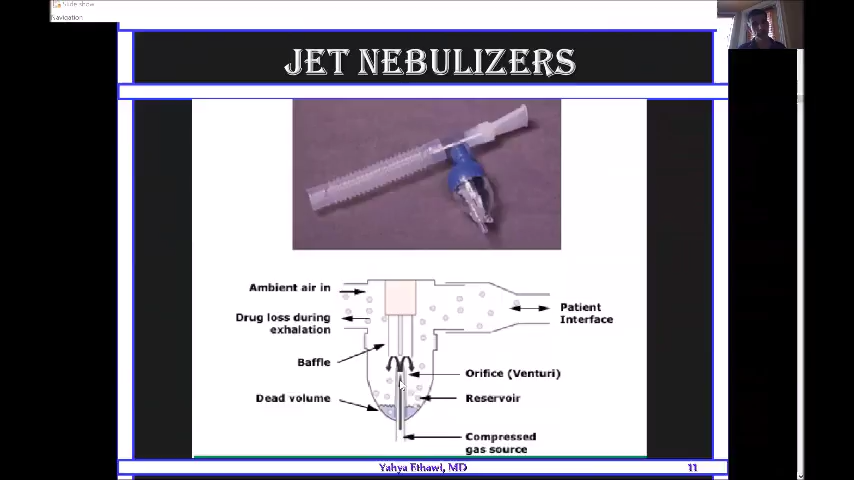 Slide show
Navigation
JET NEBULIZERS
Ambient air in
Drug loss during
exhalation
Patient
Interface
Baffle
Orifice (Venturi)
Dead volume
Reservoir
Compressed
gas source
Yahya Ethawi, MD
11